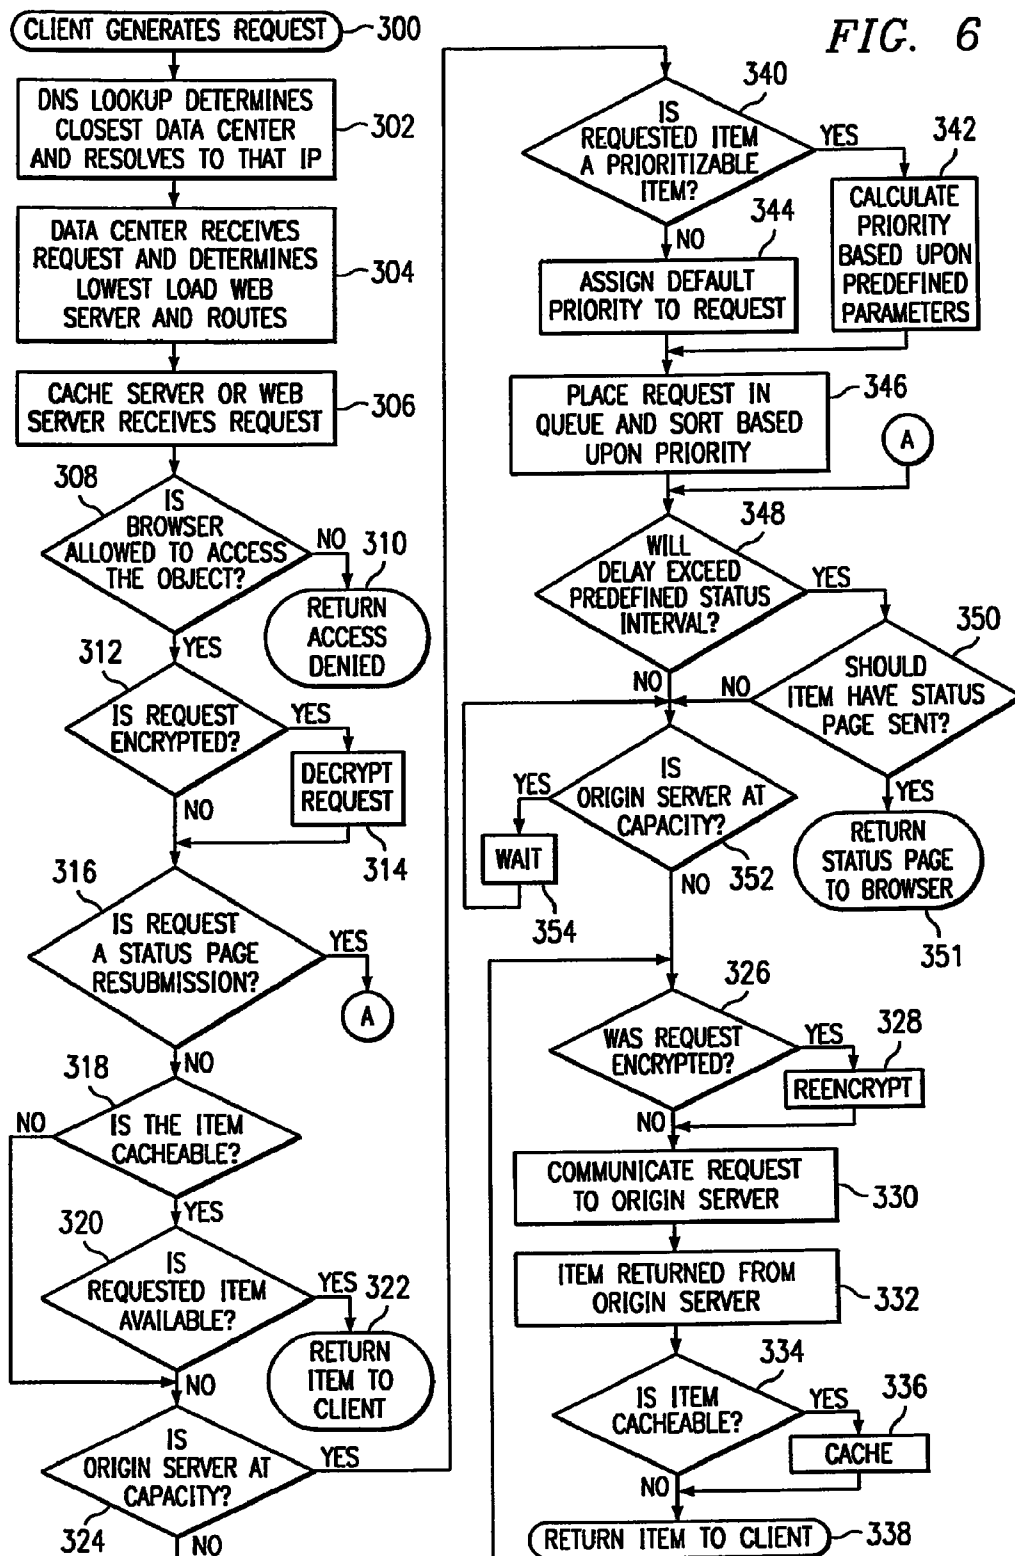 FIG. 6
CLIENT GENERATES REQUEST
300
DNS LOOKUP DETERMINES
CLOSEST DATA CENTER
AND RESOLVES TO THAT IP
302
DATA CENTER RECEIVES
REQUEST AND DETERMINES
LOWEST LOAD WEB
SERVER AND ROUTES
304
CACHE SERVER OR WEB
SERVER RECEIVES REQUEST
306
308
IS
BROWSER
ALLOWED TO ACCESS
THE OBJECT?
NO
310
RETURN
ACCESS
DENIED
YES
312
IS REQUEST
ENCRYPTED?
YES
DECRYPT
REQUEST
314
NO
316
IS REQUEST
A STATUS PAGE
RESUBMISSION?
YES
A
NO
318
IS THE ITEM
CACHEABLE?
NO
YES
320
IS
REQUESTED ITEM
AVAILABLE?
YES
322
RETURN
ITEM TO
CLIENT
NO
IS
ORIGIN SERVER AT
CAPACITY?
YES
324
NO
340
IS
REQUESTED ITEM
A PRIORITIZABLE
ITEM?
YES
342
CALCULATE
PRIORITY
BASED UPON
PREDEFINED
PARAMETERS
NO
344
ASSIGN DEFAULT
PRIORITY TO REQUEST
PLACE REQUEST IN
QUEUE AND SORT BASED
UPON PRIORITY
346
A
348
WILL
DELAY EXCEED
PREDEFINED STATUS
INTERVAL?
YES
350
SHOULD
ITEM HAVE STATUS
PAGE SENT?
NO
NO
YES
RETURN
STATUS PAGE
TO BROWSER
351
IS
ORIGIN SERVER AT
CAPACITY?
352
YES
WAIT
354
NO
326
WAS REQUEST
ENCRYPTED?
YES
328
REENCRYPT
NO
COMMUNICATE REQUEST
TO ORIGIN SERVER
330
ITEM RETURNED FROM
ORIGIN SERVER
332
334
IS ITEM
CACHEABLE?
YES
336
CACHE
NO
RETURN ITEM TO CLIENT
338